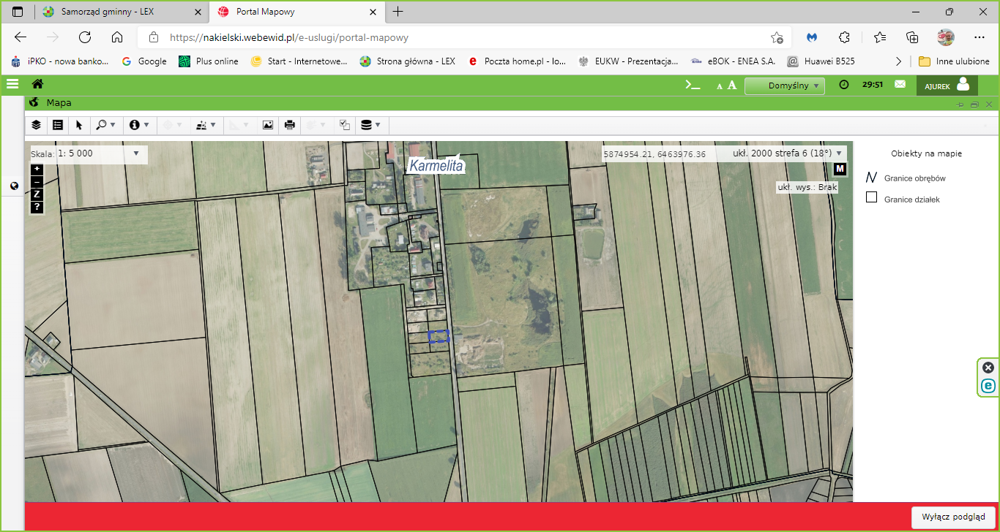 Samorząd gminny - LEX
Portal Mapowy
https://nakielski.webewid.pl/e-uslugi/portal-mapowy
iPKO - nowa banko...
Google
Plus online
Start - Internetowe...
Strona główna - LEX
Poczta home.pl - lo...
EUKW - Prezentacja...
eBOK - ENEA S.A.
Huawei B525
Inne ulubione
A A
Domyślny
29:51
AJUREK
Mapa
Skala: 1: 5 000
5874954.21, 6463976.36
ukł. 2000 strefa 6 (18°)
M
ukł. wys.: Brak
+
–
Z
?
Karmelita
Obiekty na mapie
Granice obrębów
Granice działek
Wyłącz podgląd